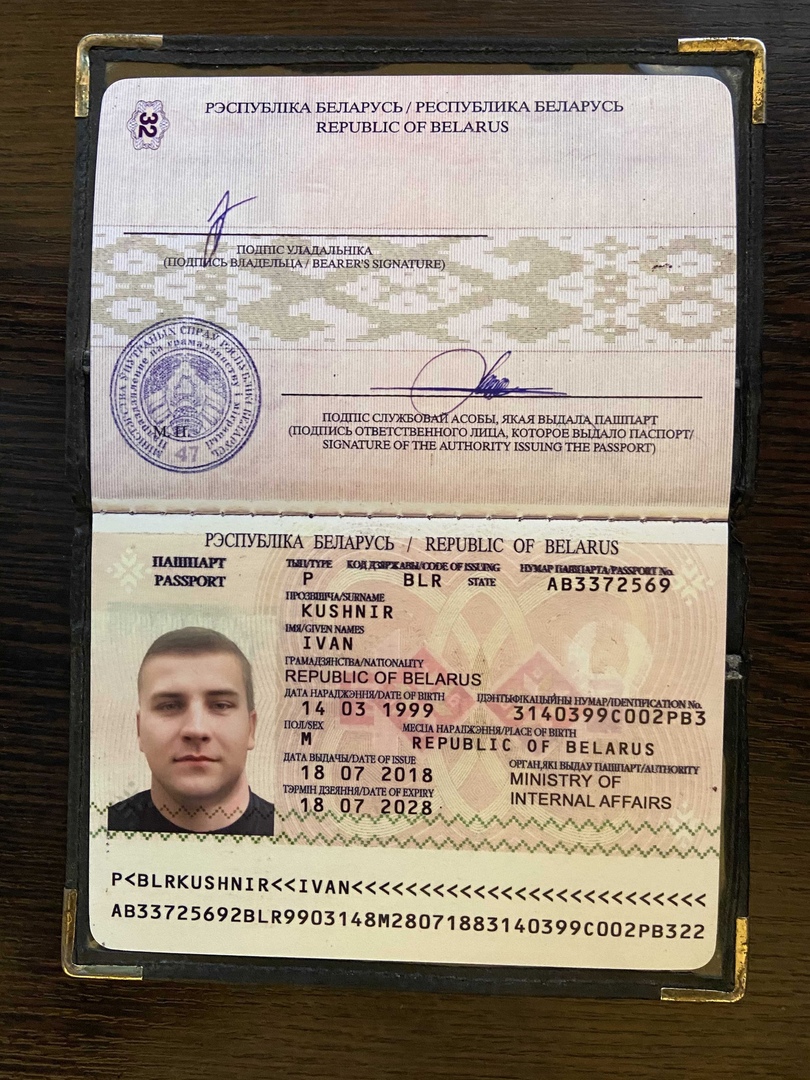 32
РЭСПУБЛІКА БЕЛАРУСЬ / РЕСПУБЛИКА БЕЛАРУСЬ
REPUBLIC OF BELARUS
ПОДПІС УЛАДАЛЬНІКА
(ПОДПИСЬ ВЛАДЕЛЬЦА / BEARER'S SIGNATURE)
МІНІСТЭРСТВА УНУТРАНЫХ СПРАУ РЭСПУБЛІКІ БЕЛАРУСЬ
грамадзянству і міграцыі
М. П.
47
ПОДПІС СЛУЖБОВАЙ АСОБЫ, ЯКАЯ ВЫДАЛА ПАШПАРТ
(ПОДПИСЬ ОТВЕТСТВЕННОГО ЛИЦА, КОТОРОЕ ВЫДАЛО ПАСПОРТ/
SIGNATURE OF THE AUTHORITY ISSUING THE PASSPORT)
РЭСПУБЛІКА БЕЛАРУСЬ / REPUBLIC OF BELARUS
ПАШПАРТ
PASSPORT
ТЫП/TYPE КОД ДЗЯРЖАВЫ/CODE OF ISSUING STATE НУМАР ПАШПАРТА/PASSPORT No.
P BLR AB3372569
ПРОЗВІШЧА/SURNAME
KUSHNIR
ІМЯ/GIVEN NAMES
IVAN
ГРАМАДЗЯНСТВА/NATIONALITY
REPUBLIC OF BELARUS
ДАТА НАРАДЖЭННЯ/DATE OF BIRTH ІДЭНТЫФІКАЦЫЙНЫ НУМАР/IDENTIFICATION No.
14 03 1999 3140399C002PB3
ПОЛ/SEX МЕСЦА НАРАДЖЭННЯ/PLACE OF BIRTH
M REPUBLIC OF BELARUS
ДАТА ВЫДАЧЫ/DATE OF ISSUE ОРГАН,ЯКІ ВЫДАУ ПАШПАРТ/AUTHORITY
18 07 2018 MINISTRY OF
ТЭРМІН ДЗЕЯННЯ/DATE OF EXPIRY INTERNAL AFFAIRS
18 07 2028
P<BLRKUSHNIR<<IVAN<<<<<<<<<<<<<<<<<<<<<<<<<<
AB33725692BLR9903148M28071883140399C002PB322